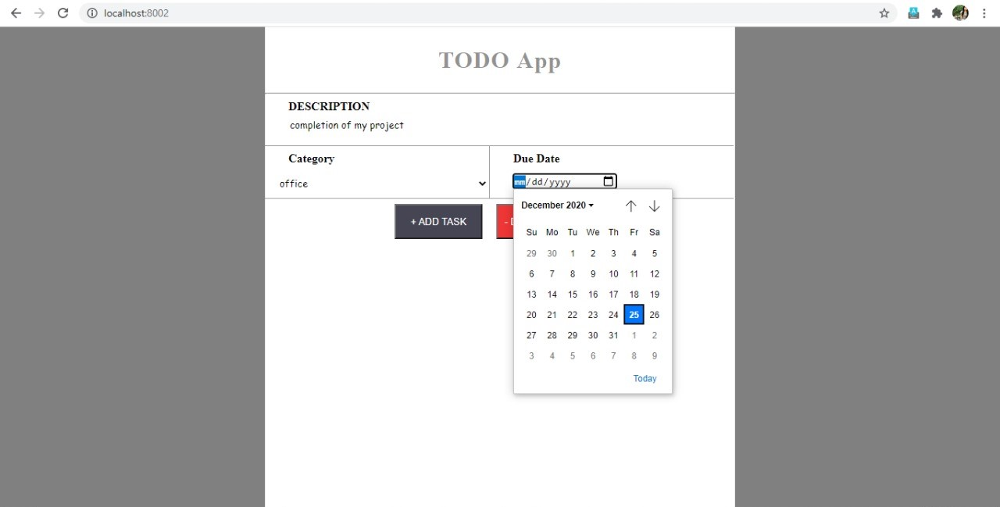 localhost:8002
TODO App
DESCRIPTION
completion of my project
Category
Due Date
office
mm/dd/yyyy
+ ADD TASK
December 2020
Su Mo Tu We Th Fr Sa
29 30 1 2 3 4 5
6 7 8 9 10 11 12
13 14 15 16 17 18 19
20 21 22 23 24 25 26
27 28 29 30 31 1 2
3 4 5 6 7 8 9
Today